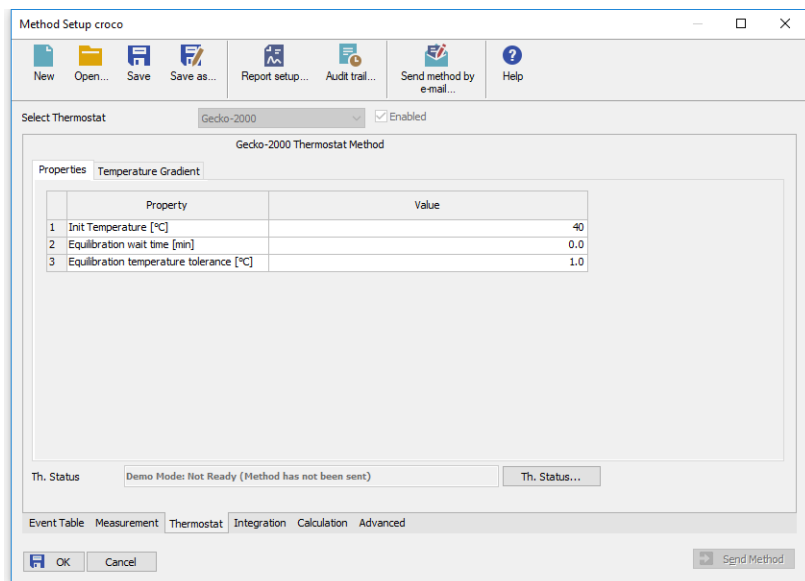 Method Setup croco
New Open... Save Save as... Report setup... Audit trail... Send method by e-mail... Help
Select Thermostat Gecko-2000 Enabled
Gecko-2000 Thermostat Method
Properties Temperature Gradient
Property Value
1 Init Temperature [°C] 40
2 Equilibration wait time [min] 0.0
3 Equilibration temperature tolerance [°C] 1.0
Th. Status Demo Mode: Not Ready (Method has not been sent) Th. Status...
Event Table Measurement Thermostat Integration Calculation Advanced
OK Cancel Send Method